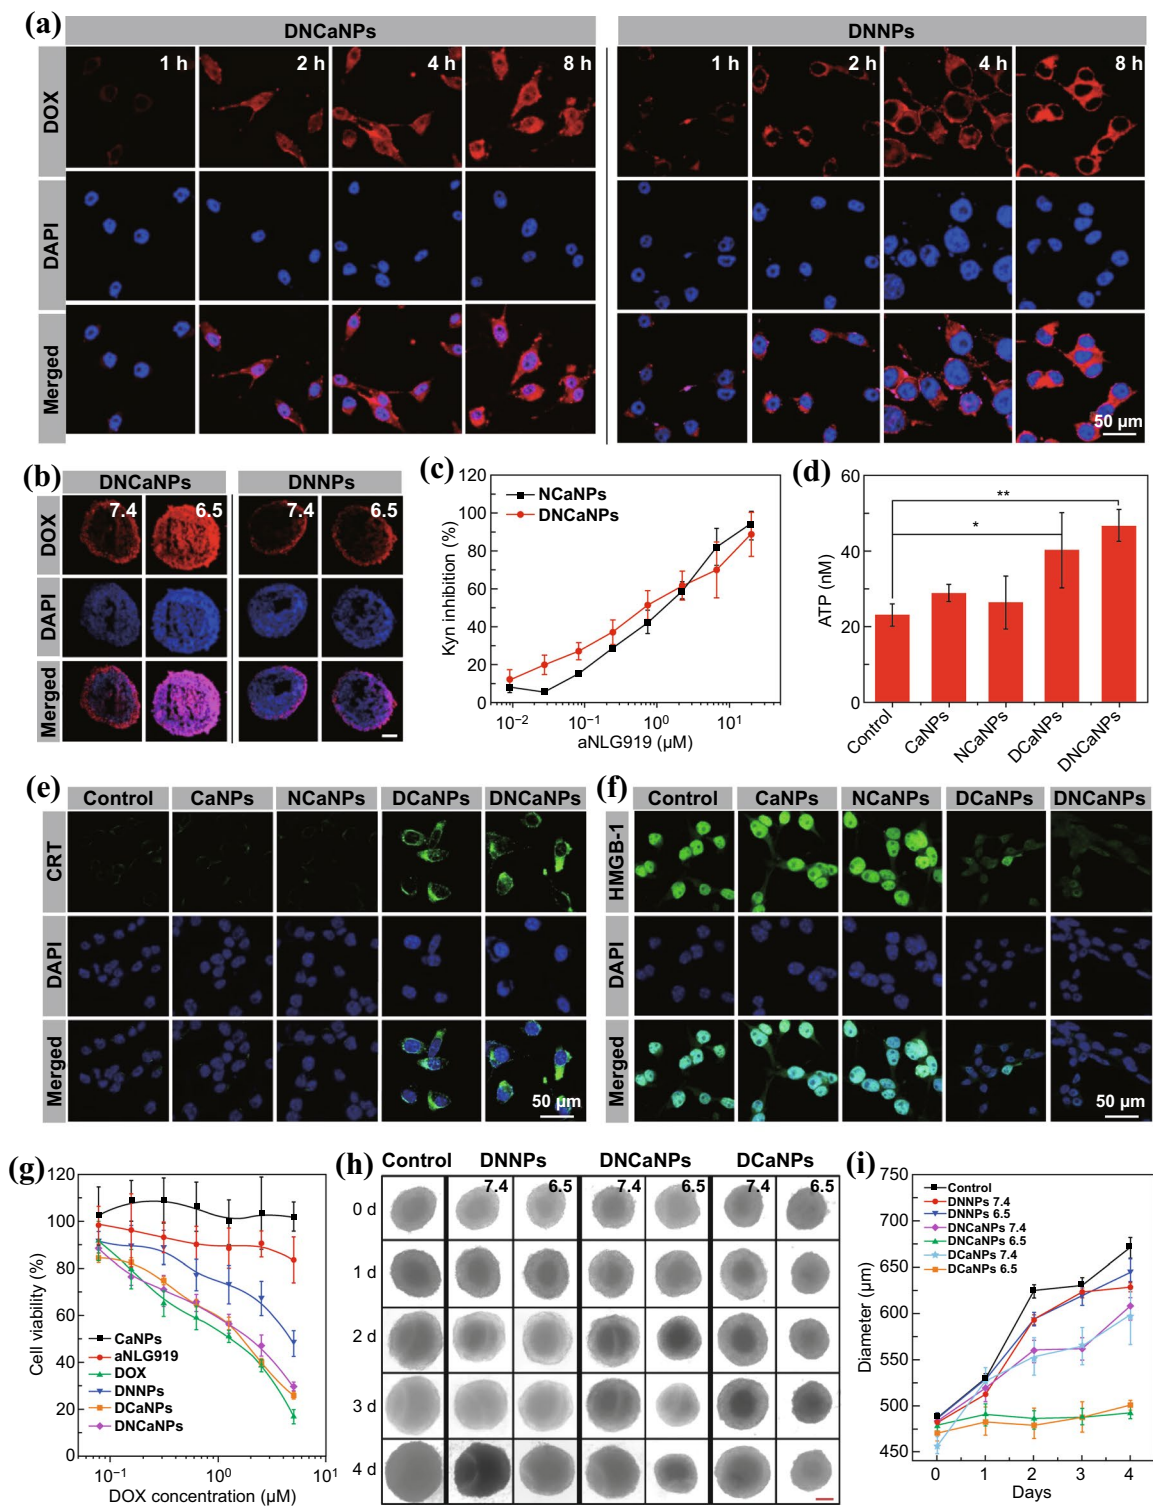 (a)
DNCaNPs
DNNPs
1 h
2 h
4 h
8 h
1 h
2 h
4 h
8 h
DOX
DAPI
Merged
50 µm
(b)
DNCaNPs
DNNPs
7.4
6.5
7.4
6.5
DOX
DAPI
Merged
(c)
120
100
80
60
40
20
0
Kyn inhibition (%)
NCaNPs
DNCaNPs
10⁻²
10⁻¹
10⁰
10¹
aNLG919 (µM)
(d)
60
40
20
0
ATP (nM)
**
*
Control
CaNPs
NCaNPs
DCaNPs
DNCaNPs
(e)
Control
CaNPs
NCaNPs
DCaNPs
DNCaNPs
CRT
DAPI
Merged
50 µm
(f)
Control
CaNPs
NCaNPs
DCaNPs
DNCaNPs
HMGB-1
DAPI
Merged
50 µm
(g)
120
100
80
60
40
20
0
Cell viability (%)
CaNPs
aNLG919
DOX
DNNPs
DCaNPs
DNCaNPs
10⁻¹
10⁰
10¹
DOX concentration (µM)
(h)
Control
DNNPs
DNCaNPs
DCaNPs
7.4
6.5
7.4
6.5
7.4
6.5
0 d
1 d
2 d
3 d
4 d
(i)
750
700
650
600
550
500
450
Diameter (µm)
Control
DNNPs 7.4
DNNPs 6.5
DNCaNPs 7.4
DNCaNPs 6.5
DCaNPs 7.4
DCaNPs 6.5
0
1
2
3
4
Days